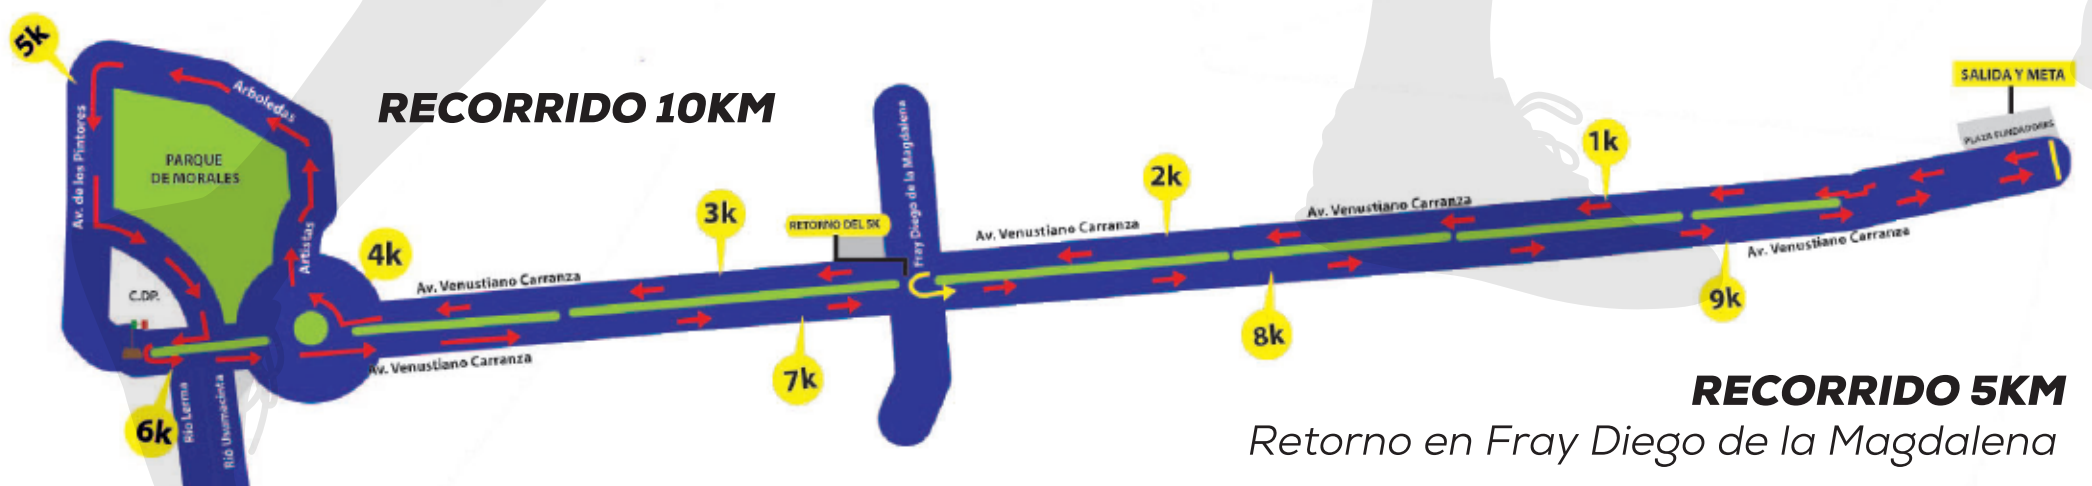 5k
Arboledas
RECORRIDO 10KM
Av. de los Pintores
PARQUE
DE MORALES
Artistas
C.DP.
4k
3k
RETORNO DEL 5K
Fray Diego de la Magdalena
2k
1k
SALIDA Y META
PLAZA FUNDADORES
Av. Venustiano Carranza
Av. Venustiano Carranza
Av. Venustiano Carranza
Av. Venustiano Carranza
Av. Venustiano Carranza
6k
Río Lerma
Río Usumacinta
7k
8k
9k
RECORRIDO 5KM
Retorno en Fray Diego de la Magdalena